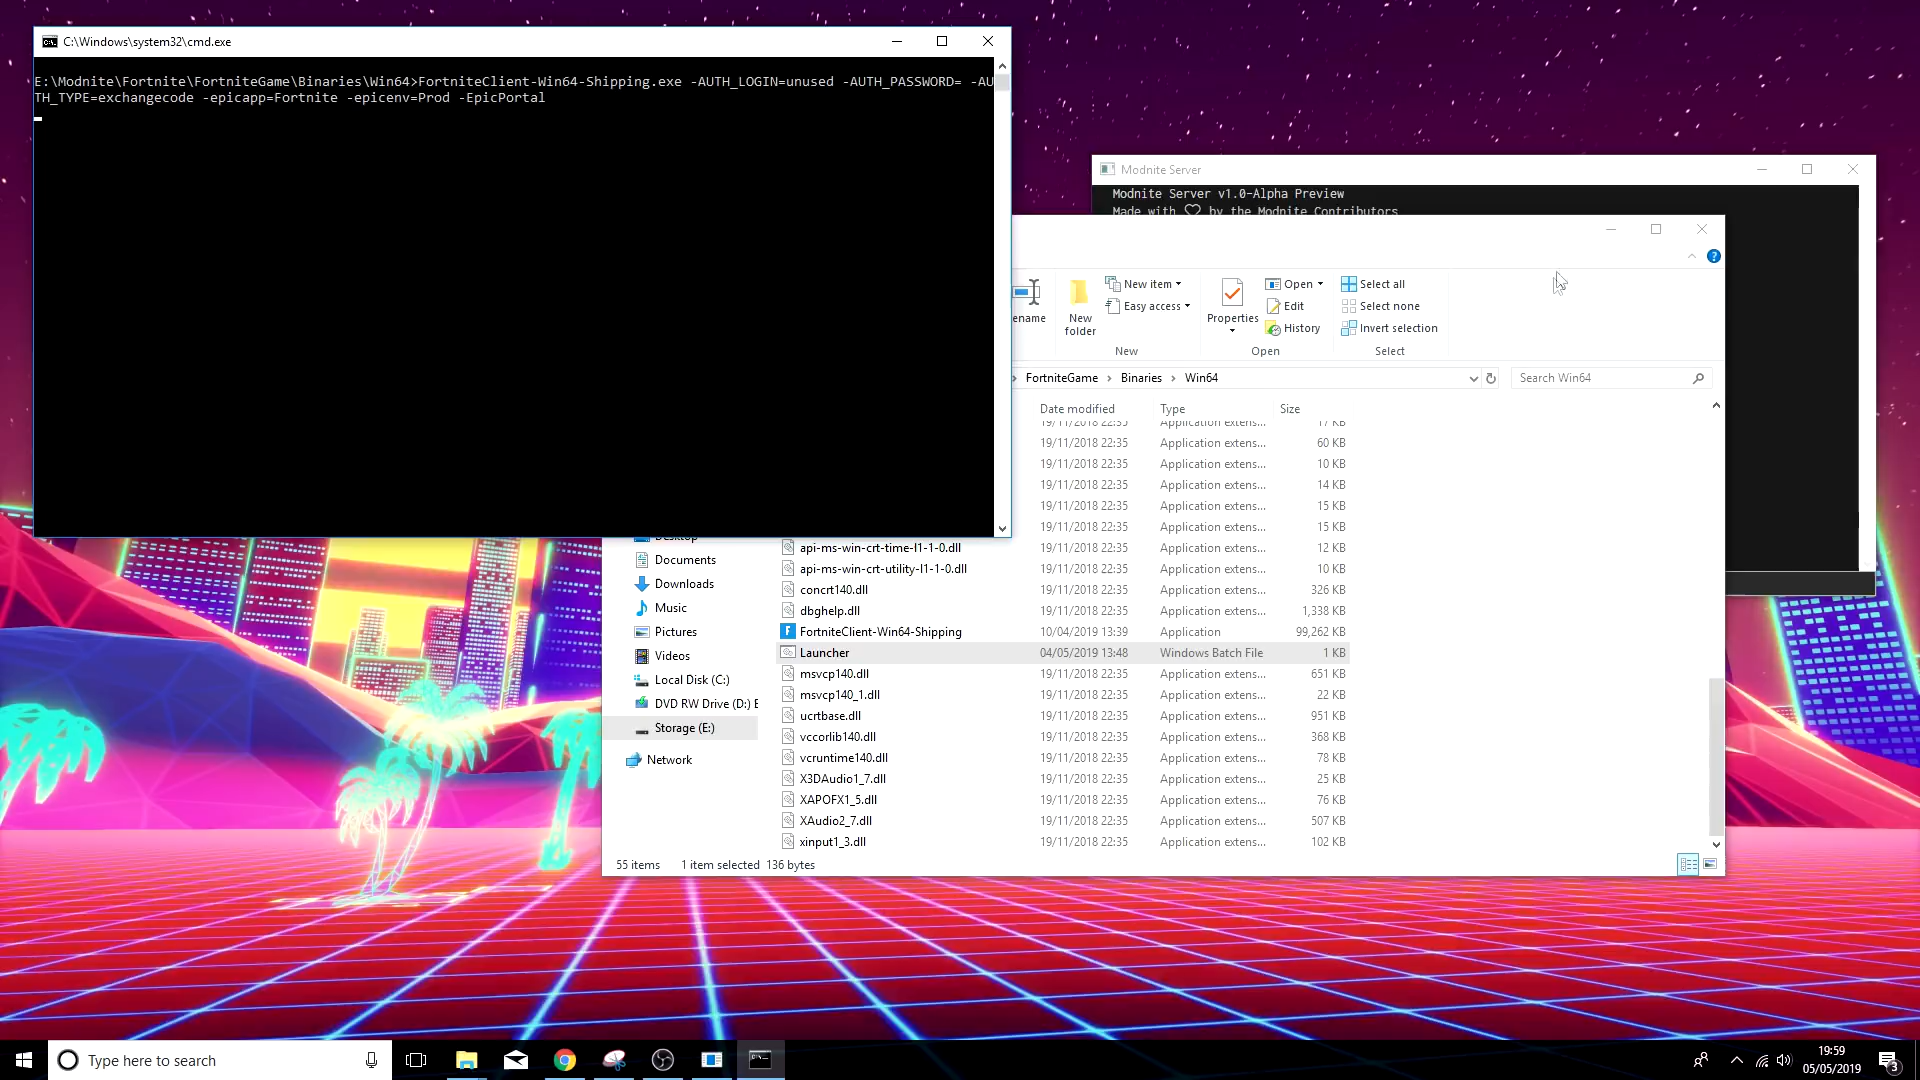 C:\Windows\system32\cmd.exe
E:\Modnite\Fortnite\FortniteGame\Binaries\Win64>FortniteClient-Win64-Shipping.exe -AUTH_LOGIN=unused -AUTH_PASSWORD= -AU
TH_TYPE=exchangecode -epicapp=Fortnite -epicenv=Prod -EpicPortal
Modnite Server
Modnite Server v1.0-Alpha Preview
Made with ♡ by the Modnite Contributors
ename
New folder
New item
Easy access
New
Properties
Open
Edit
History
Open
Select all
Select none
Invert selection
Select
FortniteGame > Binaries > Win64
Search Win64
Date modified Type Size
19/11/2018 22:35 Application extens... 17 KB
19/11/2018 22:35 Application extens... 60 KB
19/11/2018 22:35 Application extens... 10 KB
19/11/2018 22:35 Application extens... 14 KB
19/11/2018 22:35 Application extens... 15 KB
19/11/2018 22:35 Application extens... 15 KB
api-ms-win-crt-time-l1-1-0.dll 19/11/2018 22:35 Application extens... 12 KB
api-ms-win-crt-utility-l1-1-0.dll 19/11/2018 22:35 Application extens... 10 KB
concrt140.dll 19/11/2018 22:35 Application extens... 326 KB
dbghelp.dll 19/11/2018 22:35 Application extens... 1,338 KB
FortniteClient-Win64-Shipping 10/04/2019 13:39 Application 99,262 KB
Launcher 04/05/2019 13:48 Windows Batch File 1 KB
msvcp140.dll 19/11/2018 22:35 Application extens... 651 KB
msvcp140_1.dll 19/11/2018 22:35 Application extens... 22 KB
ucrtbase.dll 19/11/2018 22:35 Application extens... 951 KB
vccorlib140.dll 19/11/2018 22:35 Application extens... 368 KB
vcruntime140.dll 19/11/2018 22:35 Application extens... 78 KB
X3DAudio1_7.dll 19/11/2018 22:35 Application extens... 25 KB
XAPOFX1_5.dll 19/11/2018 22:35 Application extens... 76 KB
XAudio2_7.dll 19/11/2018 22:35 Application extens... 507 KB
xinput1_3.dll 19/11/2018 22:35 Application extens... 102 KB
Desktop
Documents
Downloads
Music
Pictures
Videos
Local Disk (C:)
DVD RW Drive (D:) E
Storage (E:)
Network
55 items 1 item selected 136 bytes
Type here to search
19:59
05/05/2019
3